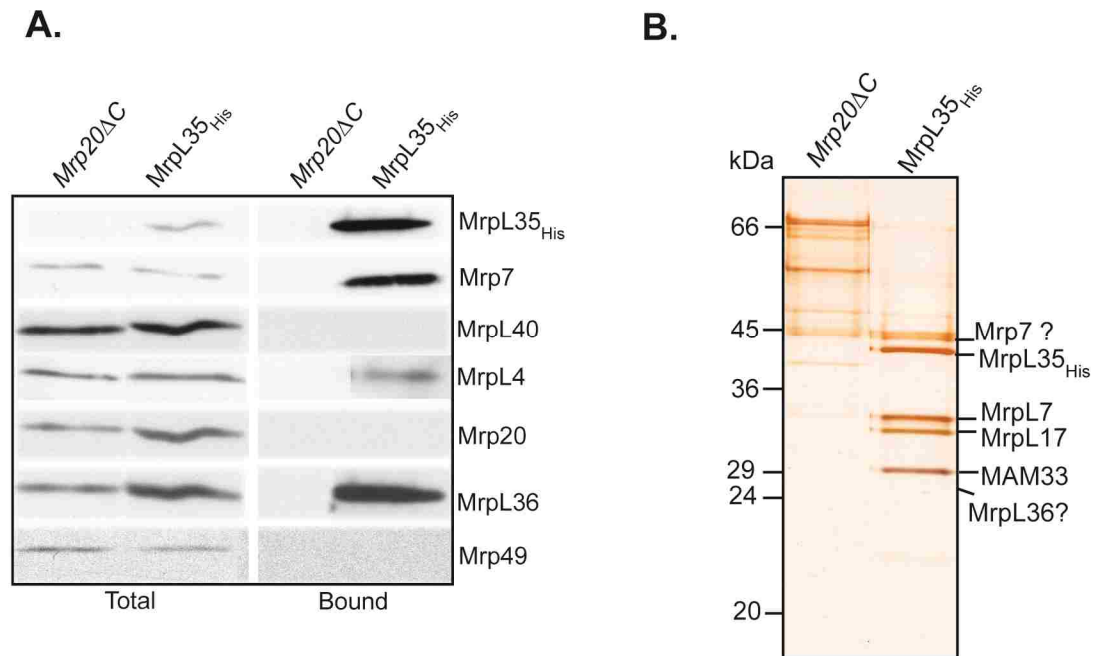 A.
B.
Mrp20ΔC
MrpL35His
Mrp20ΔC
MrpL35His
MrpL35His
Mrp7
MrpL40
MrpL4
Mrp20
MrpL36
Mrp49
Total
Bound
kDa
Mrp20ΔC
MrpL35His
66
45
36
29
24
20
Mrp7 ?
MrpL35His
MrpL7
MrpL17
MAM33
MrpL36?